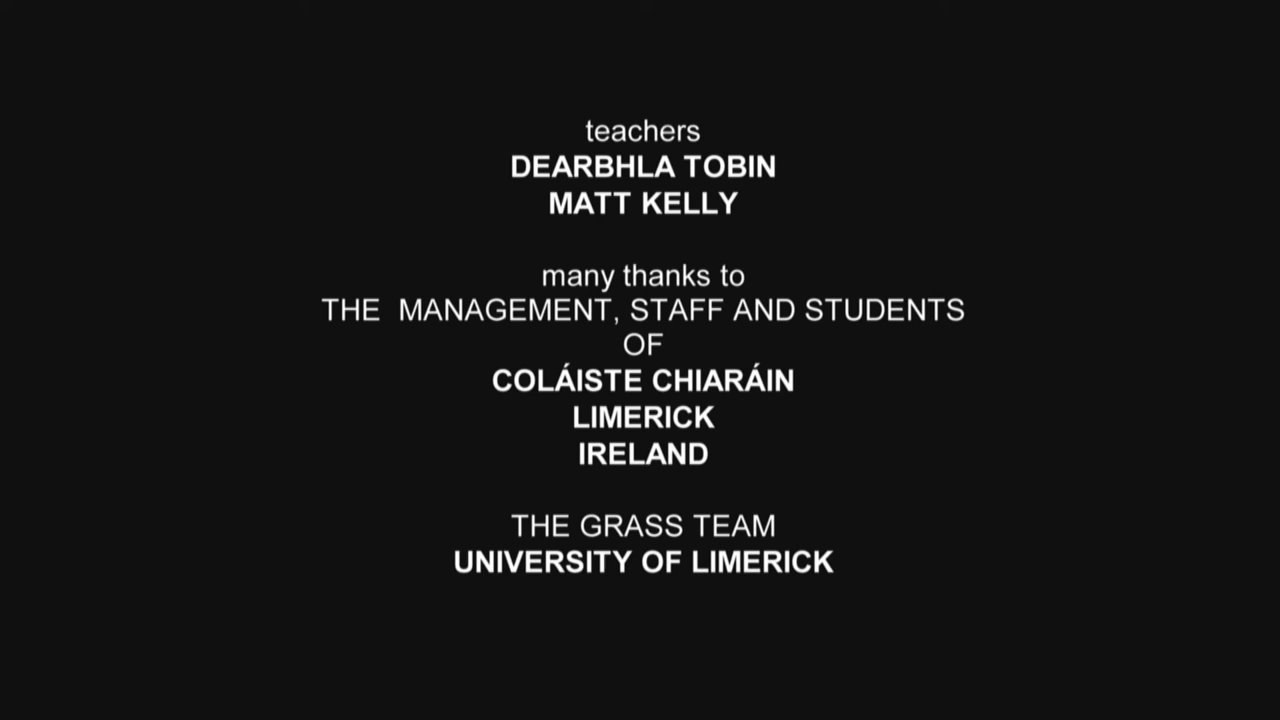 teachers
DEARBHLA TOBIN
MATT KELLY
many thanks to
THE MANAGEMENT, STAFF AND STUDENTS
OF
COLÁISTE CHIARÁIN
LIMERICK
IRELAND
THE GRASS TEAM
UNIVERSITY OF LIMERICK